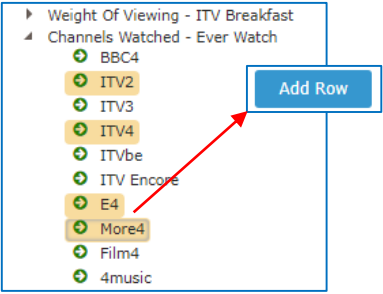 Weight Of Viewing - ITV Breakfast
Channels Watched - Ever Watch
BBC4
ITV2
Add Row
ITV3
ITV4
ITVbe
ITV Encore
E4
More4
Film4
4music